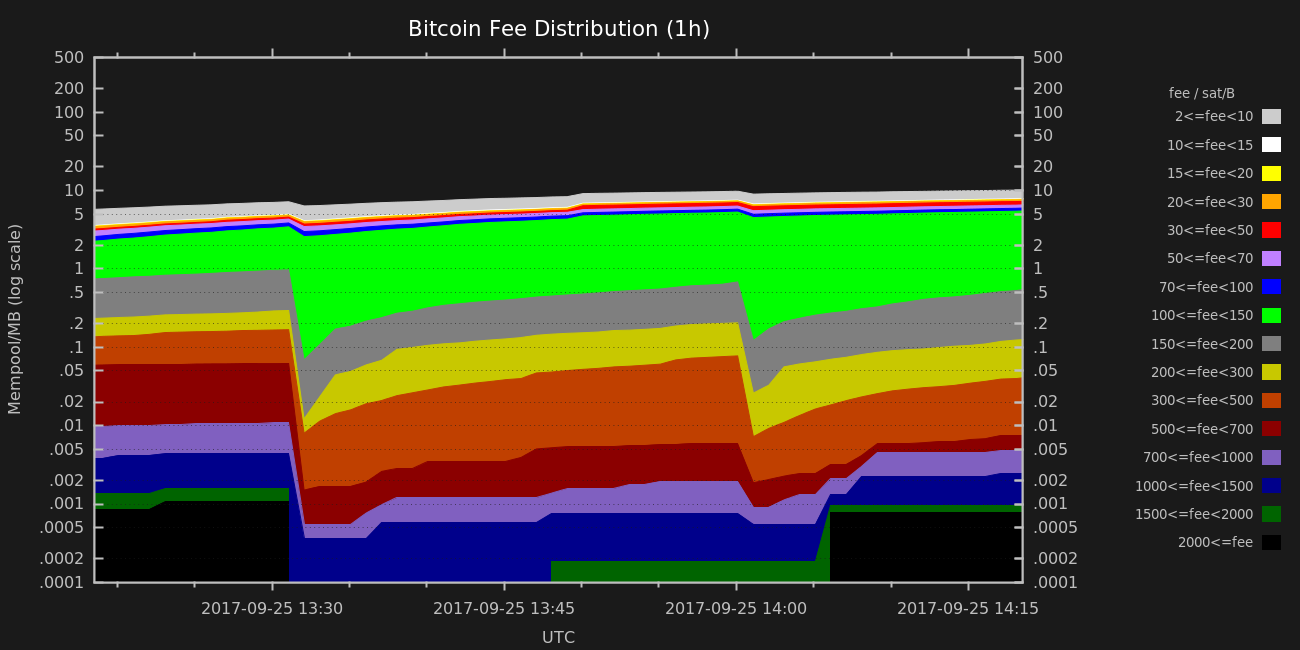 Bitcoin Fee Distribution (1h)
Mempool/MB (log scale)
500
200
100
50
20
10
5
2
1
.5
.2
.1
.05
.02
.01
.005
.002
.001
.0005
.0002
.0001
500
200
100
50
20
10
5
2
1
.5
.2
.1
.05
.02
.01
.005
.002
.001
.0005
.0002
.0001
2017-09-25 13:30
2017-09-25 13:45
2017-09-25 14:00
2017-09-25 14:15
UTC
fee / sat/B
2<=fee<10
10<=fee<15
15<=fee<20
20<=fee<30
30<=fee<50
50<=fee<70
70<=fee<100
100<=fee<150
150<=fee<200
200<=fee<300
300<=fee<500
500<=fee<700
700<=fee<1000
1000<=fee<1500
1500<=fee<2000
2000<=fee